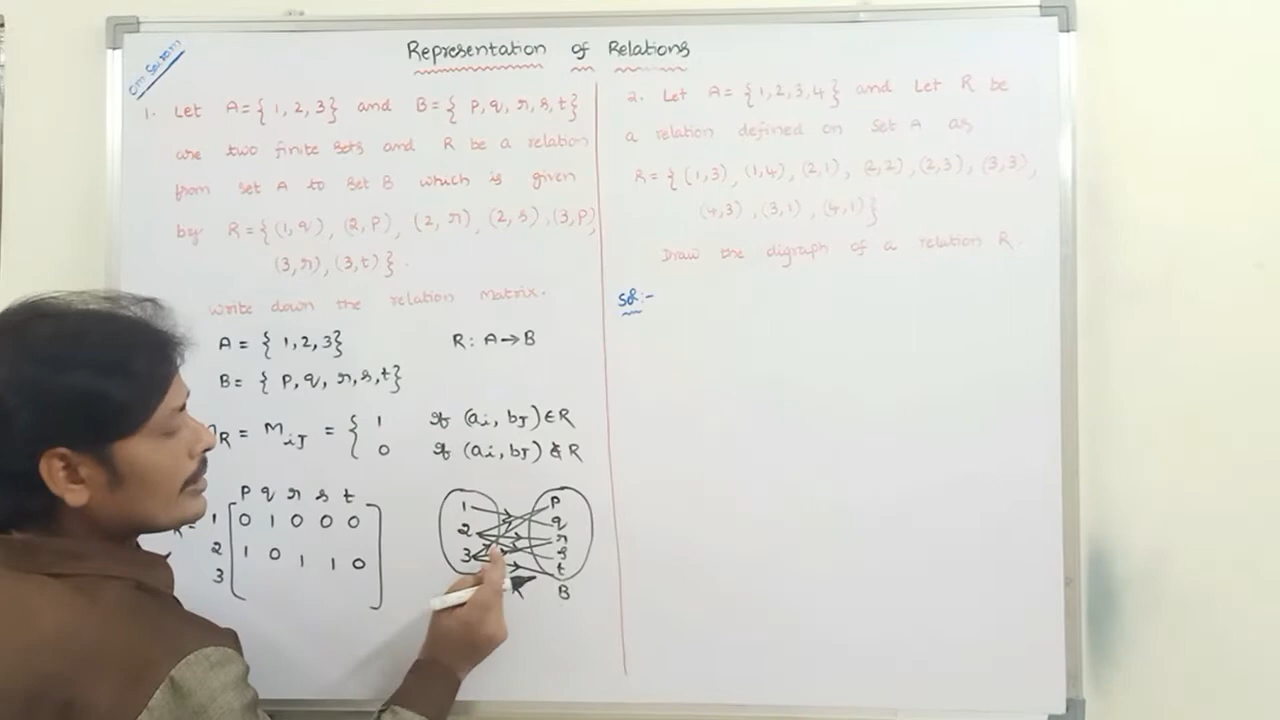 Om Sai ram
Representation of Relations
1. Let A={ 1, 2, 3} and B={ p, q, r, s, t}
are two finite sets and R be a relation
from set A to set B which is given
by R={(1,q), (2,p), (2, r), (2,s),(3,p),
(3,r), (3,t)}.
write down the relation Matrix.
A = { 1,2,3} R: A→B
B= { p, q, r, s, t}
R = Mij = { 1 if (ai, bj)∈R
0 if (ai, bj)∉R
p q r s t
1 0 1 0 0 0
2 1 0 1 1 0
3
1 p
2 q
3 r
s
t
B
2. Let A={1,2,3,4} and Let R be
a relation defined on set A as
R={(1,3), (1,4), (2,1), (2,2), (2,3), (3,3),
(4,3), (3,1), (4,1)}
Draw the digraph of a relation R.
Sol:-